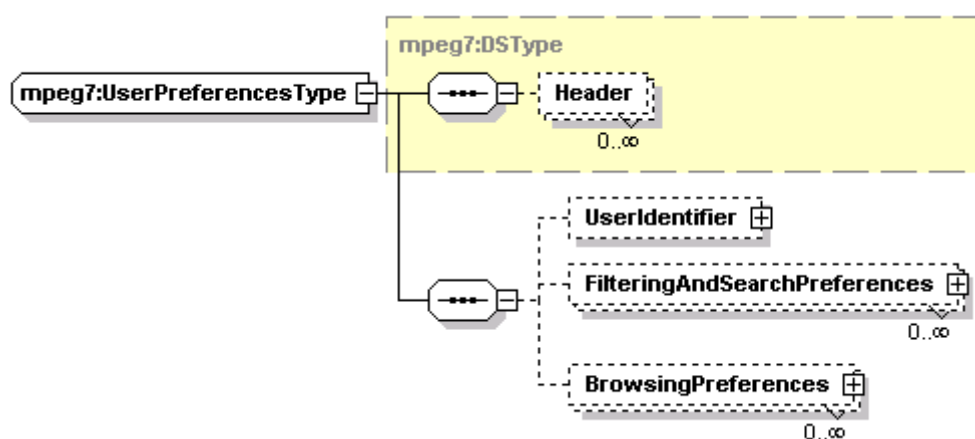 mpeg7:DSType
mpeg7:UserPreferencesType
Header
0..∞
UserIdentifier
FilteringAndSearchPreferences
0..∞
BrowsingPreferences
0..∞